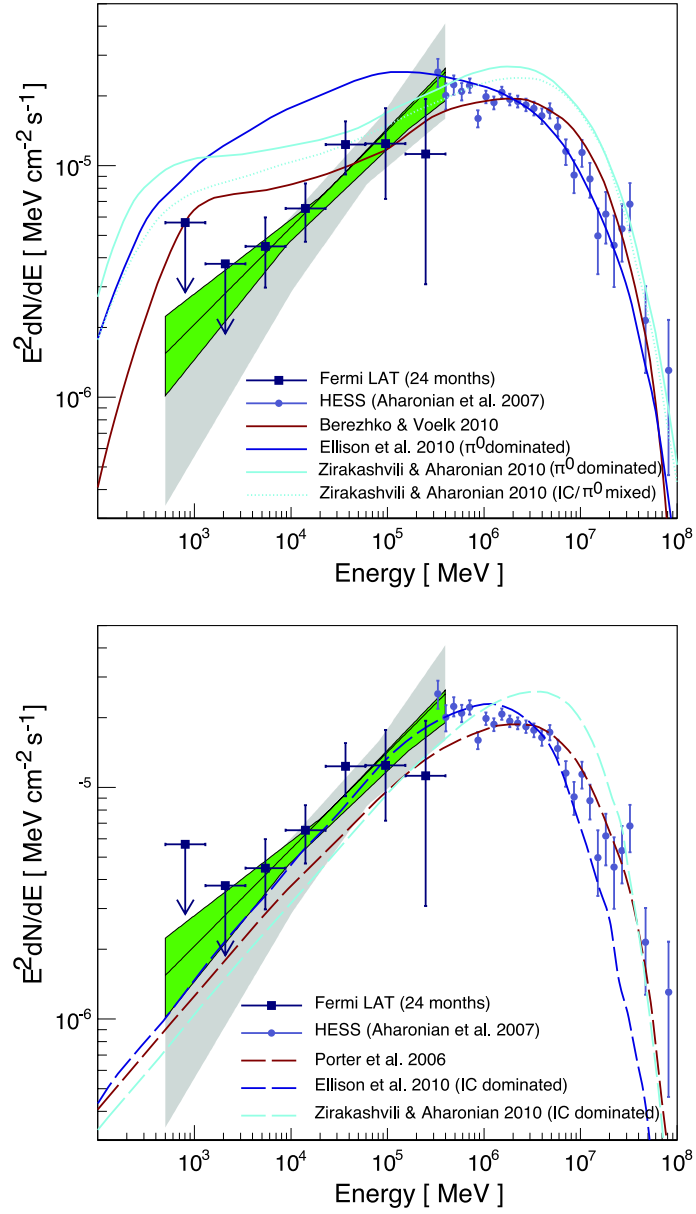 E²dN/dE [ MeV cm⁻² s⁻¹ ]
10⁻⁵
10⁻⁶
Fermi LAT (24 months)
HESS (Aharonian et al. 2007)
Berezhko & Voelk 2010
Ellison et al. 2010 (π⁰dominated)
Zirakashvili & Aharonian 2010 (π⁰ dominated)
Zirakashvili & Aharonian 2010 (IC/π⁰ mixed)
10³ 10⁴ 10⁵ 10⁶ 10⁷ 10⁸
Energy [ MeV ]
E²dN/dE [ MeV cm⁻² s⁻¹ ]
-5
10⁻⁶
Fermi LAT (24 months)
HESS (Aharonian et al. 2007)
Porter et al. 2006
Ellison et al. 2010 (IC dominated)
Zirakashvili & Aharonian 2010 (IC dominated)
10³ 10⁴ 10⁵ 10⁶ 10⁷ 10⁸
Energy [ MeV ]